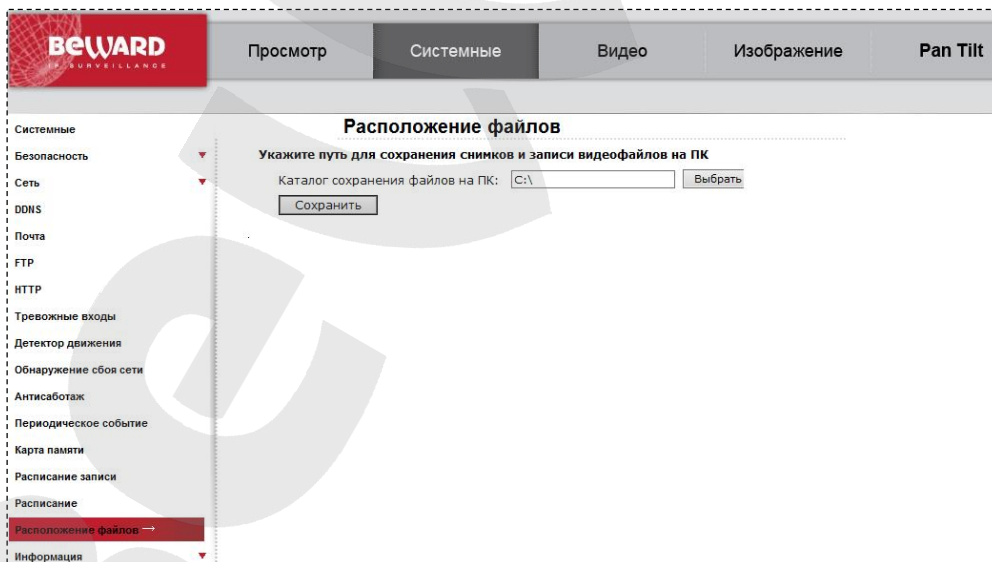 BEWARD
IP SURVEILLANCE
Просмотр
Системные
Видео
Изображение
Pan Tilt
Системные
Безопасность
Сеть
DDNS
Почта
FTP
HTTP
Тревожные входы
Детектор движения
Обнаружение сбоя сети
Антисаботаж
Периодическое событие
Карта памяти
Расписание записи
Расписание
Расположение файлов →
Информация
Расположение файлов
Укажите путь для сохранения снимков и записи видеофайлов на ПК
Каталог сохранения файлов на ПК: C:\ Выбрать
Сохранить